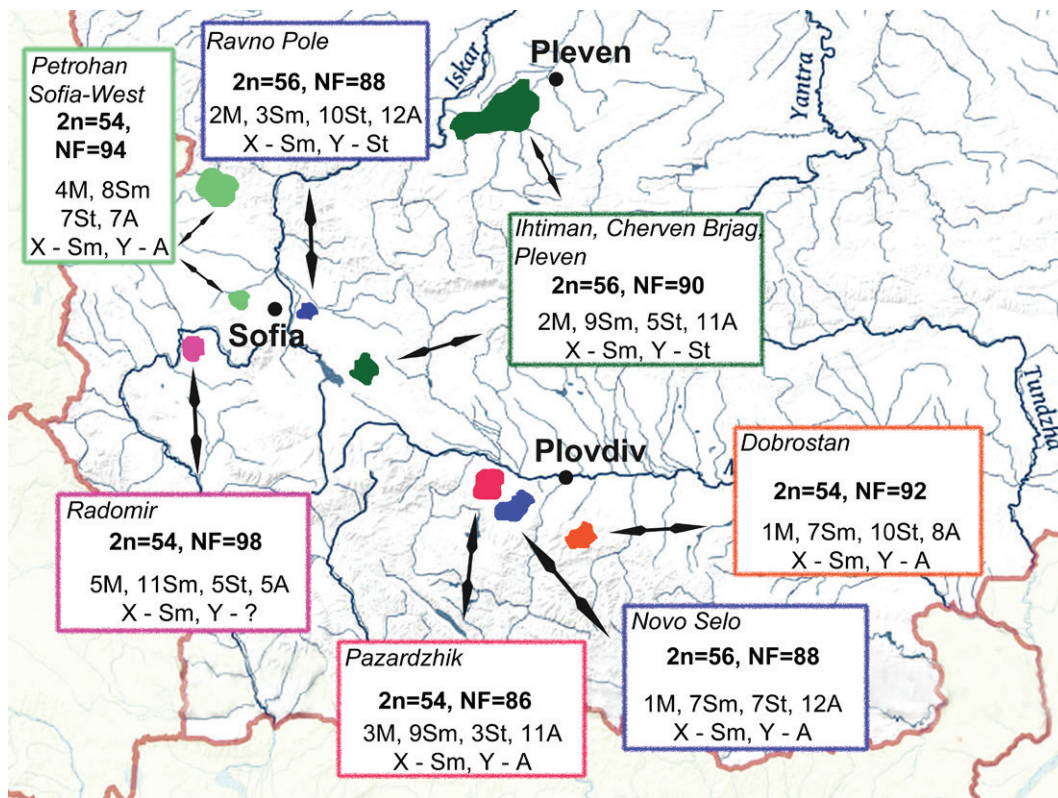 Petrohan
Sofia-West
2n=54,
NF=94
4M, 8Sm
7St, 7A
X - Sm, Y - A
Ravno Pole
2n=56, NF=88
2M, 3Sm, 10St, 12A
X - Sm, Y - St
Iskar
Pleven
Yantra
Ihtiman, Cherven Brjag,
Pleven
2n=56, NF=90
2M, 9Sm, 5St, 11A
X - Sm, Y - St
Sofia
Tundzha
Plovdiv
M
Dobrostan
2n=54, NF=92
1M, 7Sm, 10St, 8A
X - Sm, Y - A
Radomir
2n=54, NF=98
5M, 11Sm, 5St, 5A
X - Sm, Y - ?
Pazardzhik
2n=54, NF=86
3M, 9Sm, 3St, 11A
X - Sm, Y - A
Novo Selo
2n=56, NF=88
1M, 7Sm, 7St, 12A
X - Sm, Y - A